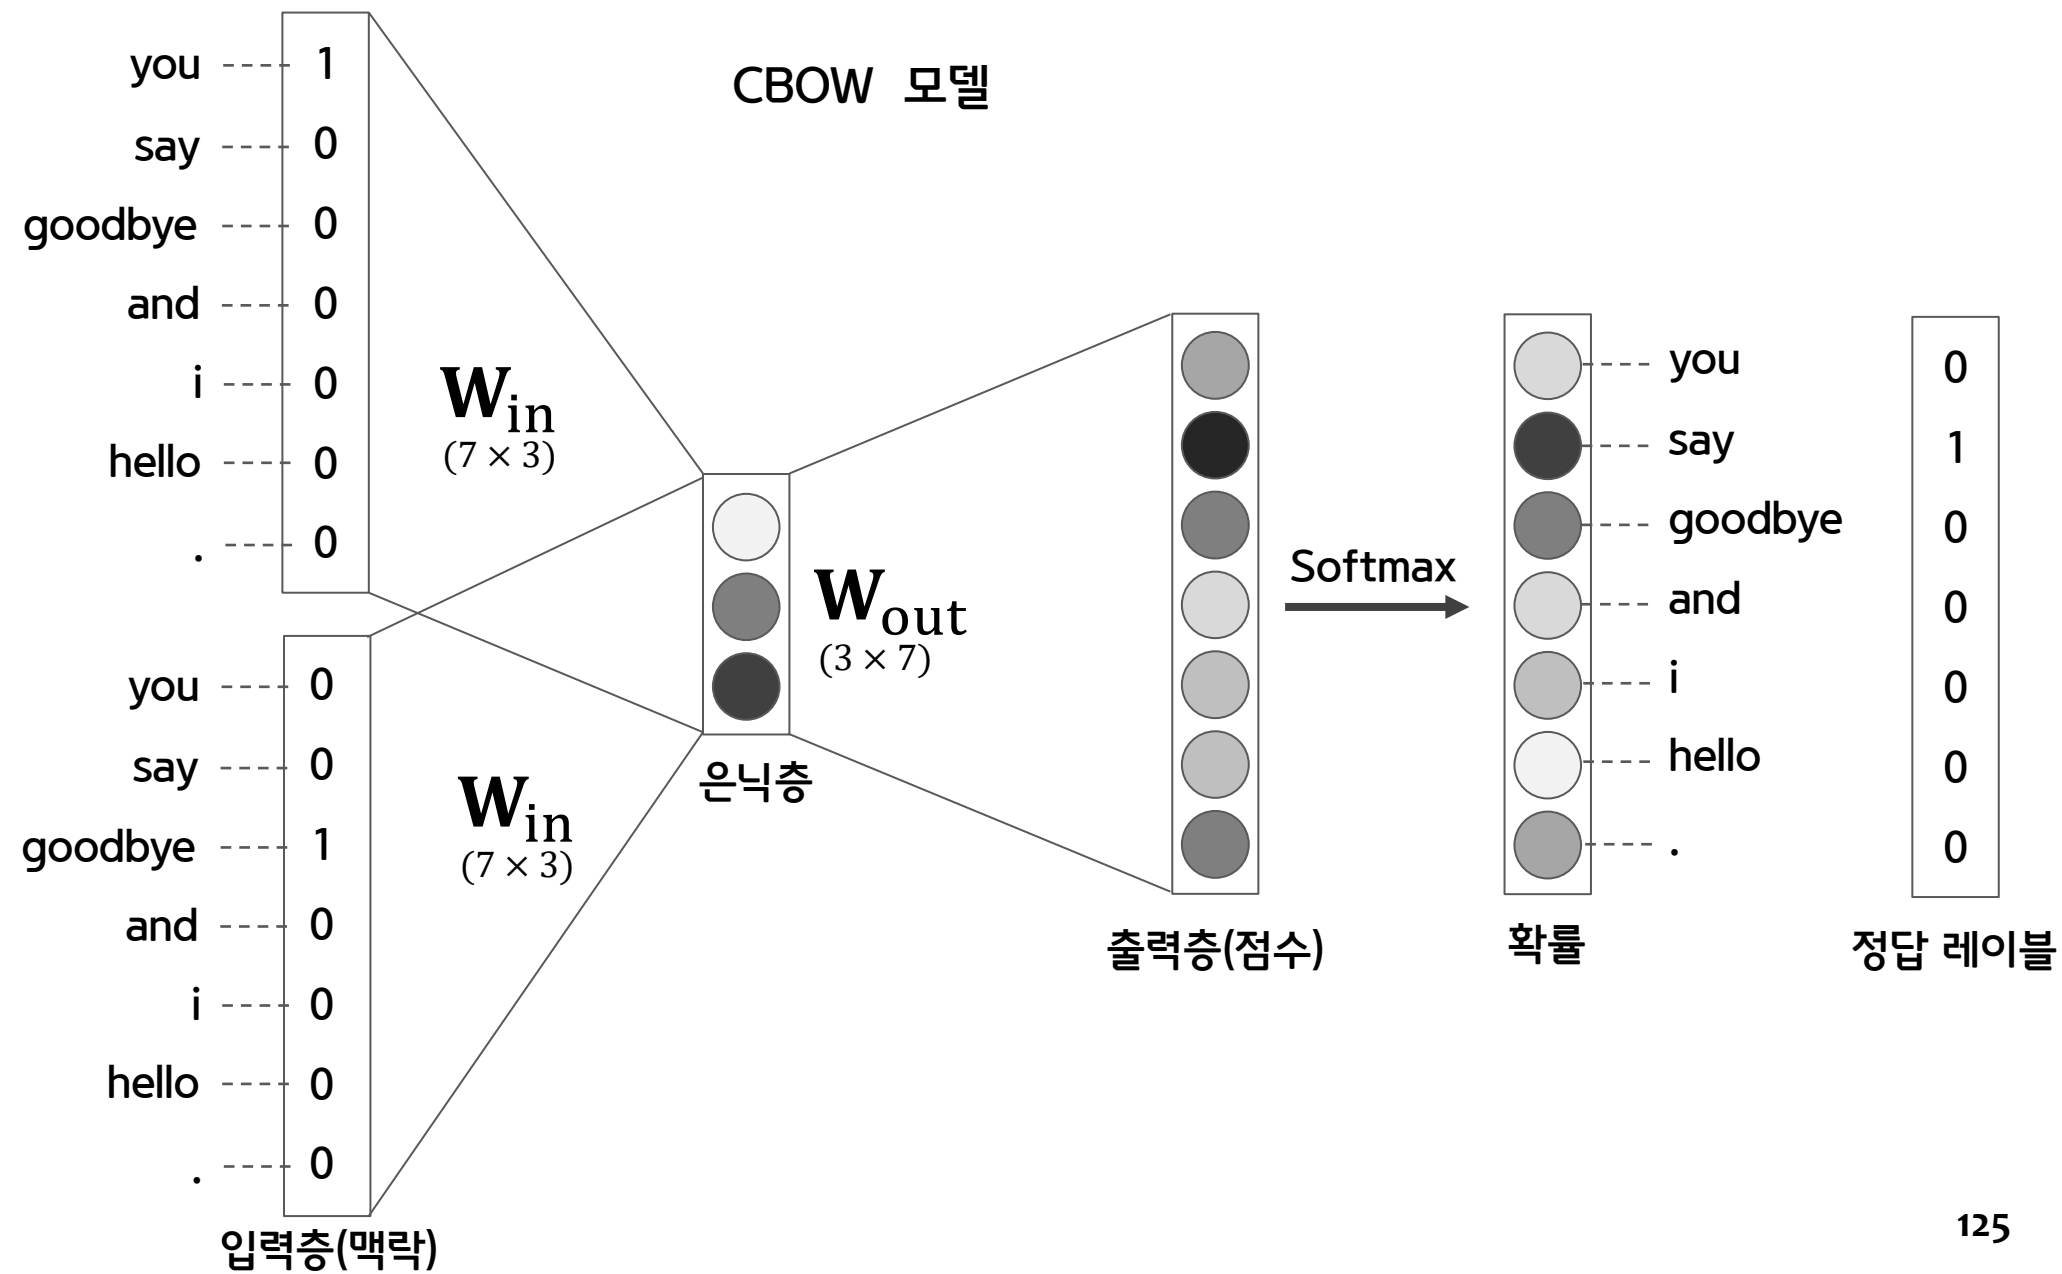 CBOW 모델
you 1
say 0
goodbye 0
and 0
i 0
hello 0
. 0
W_in
(7 × 3)
you 0
say 0
goodbye 1
and 0
i 0
hello 0
. 0
W_in
(7 × 3)
입력층(맥락)
은닉층
W_out
(3 × 7)
출력층(점수)
Softmax
you
say
goodbye
and
i
hello
.
확률
0
1
0
0
0
0
0
정답 레이블
125